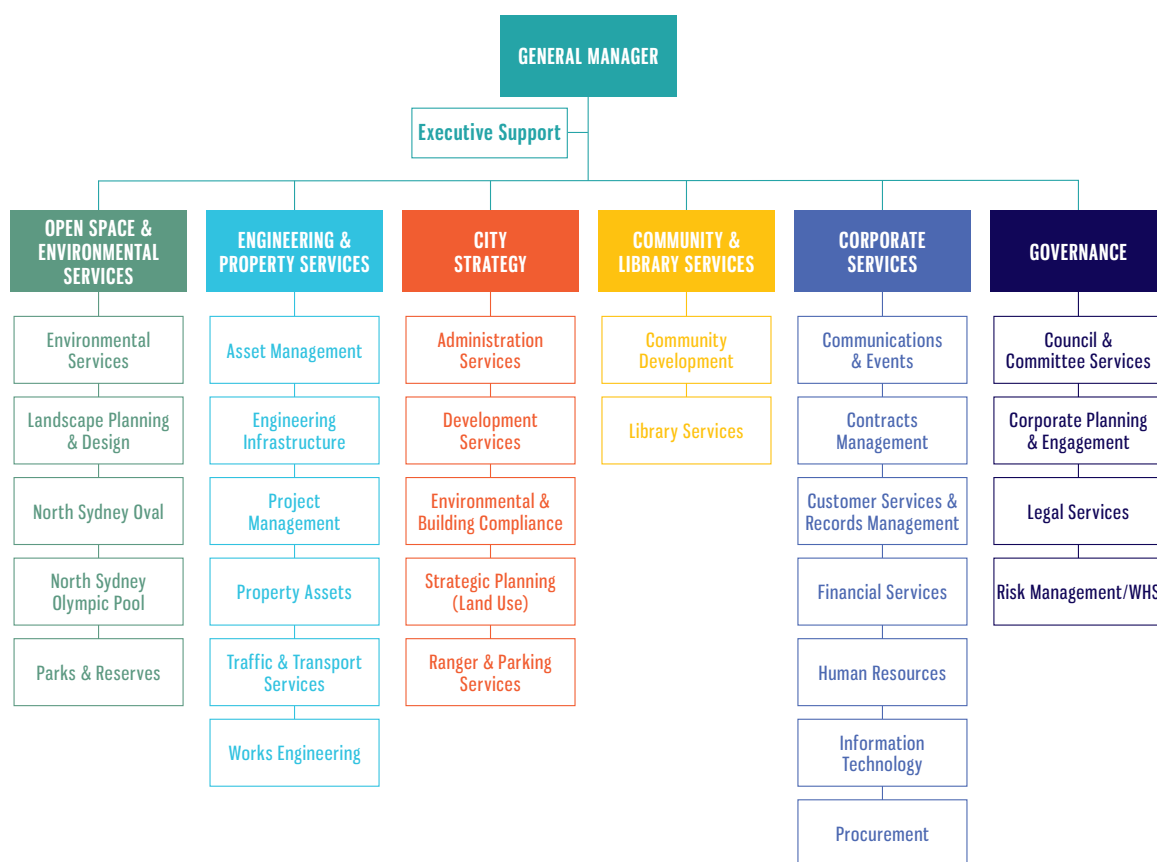 GENERAL MANAGER
Executive Support
OPEN SPACE &
ENVIRONMENTAL
SERVICES
Environmental
Services
Landscape Planning
& Design
North Sydney Oval
North Sydney
Olympic Pool
Parks & Reserves
ENGINEERING &
PROPERTY SERVICES
Asset Management
Engineering
Infrastructure
Project
Management
Property Assets
Traffic & Transport
Services
Works Engineering
CITY
STRATEGY
Administration
Services
Development
Services
Environmental &
Building Compliance
Strategic Planning
(Land Use)
Ranger & Parking
Services
COMMUNITY &
LIBRARY SERVICES
Community
Development
Library Services
CORPORATE
SERVICES
Communications
& Events
Contracts
Management
Customer Services &
Records Management
Financial Services
Human Resources
Information
Technology
Procurement
GOVERNANCE
Council &
Committee Services
Corporate Planning
& Engagement
Legal Services
Risk Management/WHS